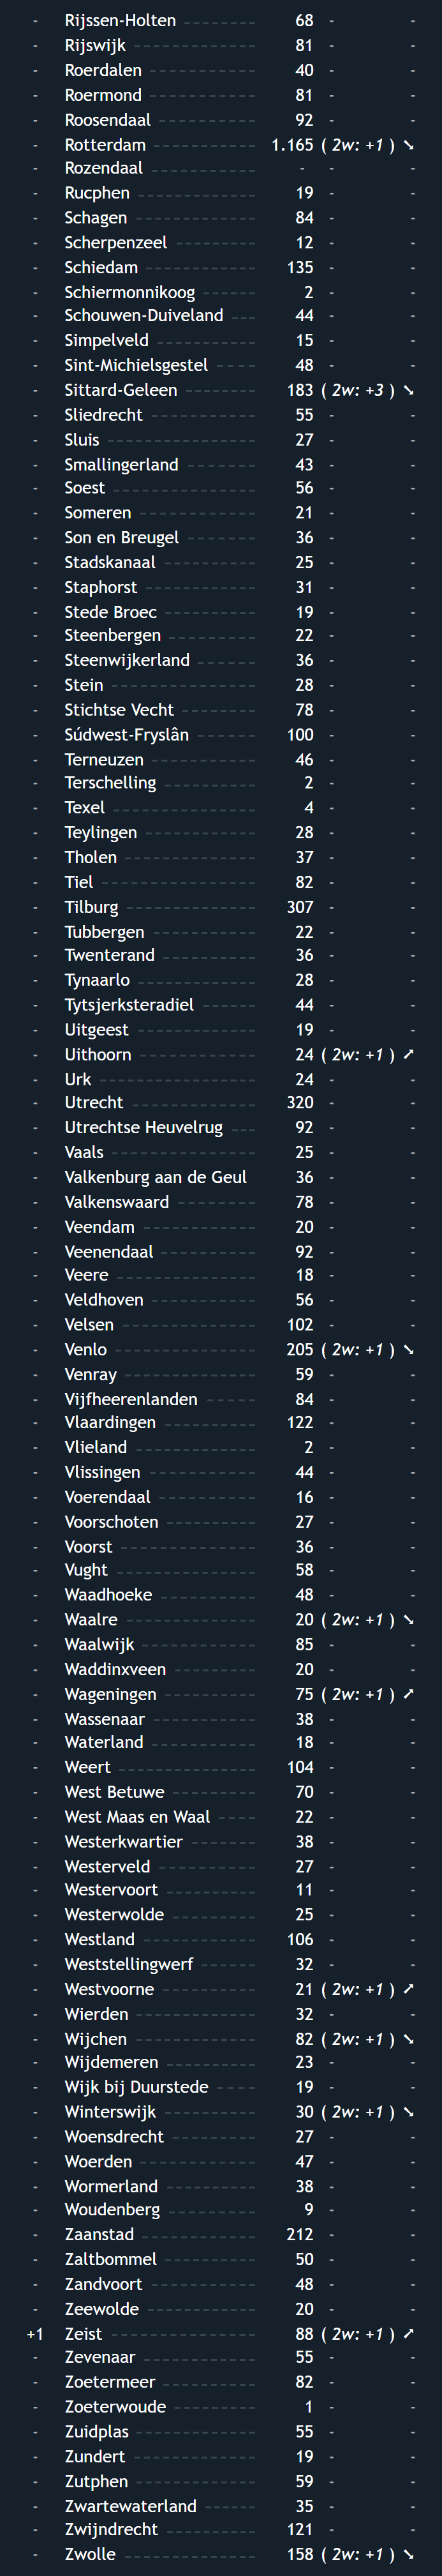 - Rijssen-Holten 68 - -
- Rijswijk 81 - -
- Roerdalen 40 - -
- Roermond 81 - -
- Roosendaal 92 - -
- Rotterdam 1.165 ( 2w: +1 ) ➘
- Rozendaal - - -
- Rucphen 19 - -
- Schagen 84 - -
- Scherpenzeel 12 - -
- Schiedam 135 - -
- Schiermonnikoog 2 - -
- Schouwen-Duiveland 44 - -
- Simpelveld 15 - -
- Sint-Michielsgestel 48 - -
- Sittard-Geleen 183 ( 2w: +3 ) ➘
- Sliedrecht 55 - -
- Sluis 27 - -
- Smallingerland 43 - -
- Soest 56 - -
- Someren 21 - -
- Son en Breugel 36 - -
- Stadskanaal 25 - -
- Staphorst 31 - -
- Stede Broec 19 - -
- Steenbergen 22 - -
- Steenwijkerland 36 - -
- Stein 28 - -
- Stichtse Vecht 78 - -
- Súdwest-Fryslân 100 - -
- Terneuzen 46 - -
- Terschelling 2 - -
- Texel 4 - -
- Teylingen 28 - -
- Tholen 37 - -
- Tiel 82 - -
- Tilburg 307 - -
- Tubbergen 22 - -
- Twenterand 36 - -
- Tynaarlo 28 - -
- Tytsjerksteradiel 44 - -
- Uitgeest 19 - -
- Uithoorn 24 ( 2w: +1 ) ➚
- Urk 24 - -
- Utrecht 320 - -
- Utrechtse Heuvelrug 92 - -
- Vaals 25 - -
- Valkenburg aan de Geul 36 - -
- Valkenswaard 78 - -
- Veendam 20 - -
- Veenendaal 92 - -
- Veere 18 - -
- Veldhoven 56 - -
- Velsen 102 - -
- Venlo 205 ( 2w: +1 ) ➘
- Venray 59 - -
- Vijfheerenlanden 84 - -
- Vlaardingen 122 - -
- Vlieland 2 - -
- Vlissingen 44 - -
- Voerendaal 16 - -
- Voorschoten 27 - -
- Voorst 36 - -
- Vught 58 - -
- Waadhoeke 48 - -
- Waalre 20 ( 2w: +1 ) ➘
- Waalwijk 85 - -
- Waddinxveen 20 - -
- Wageningen 75 ( 2w: +1 ) ➚
- Wassenaar 38 - -
- Waterland 18 - -
- Weert 104 - -
- West Betuwe 70 - -
- West Maas en Waal 22 - -
- Westerkwartier 38 - -
- Westerveld 27 - -
- Westervoort 11 - -
- Westerwolde 25 - -
- Westland 106 - -
- Weststellingwerf 32 - -
- Westvoorne 21 ( 2w: +1 ) ➚
- Wierden 32 - -
- Wijchen 82 ( 2w: +1 ) ➘
- Wijdemeren 23 - -
- Wijk bij Duurstede 19 - -
- Winterswijk 30 ( 2w: +1 ) ➘
- Woensdrecht 27 - -
- Woerden 47 - -
- Wormerland 38 - -
- Woudenberg 9 - -
- Zaanstad 212 - -
- Zaltbommel 50 - -
- Zandvoort 48 - -
- Zeewolde 20 - -
+1 Zeist 88 ( 2w: +1 ) ➚
- Zevenaar 55 - -
- Zoetermeer 82 - -
- Zoeterwoude 1 - -
- Zuidplas 55 - -
- Zundert 19 - -
- Zutphen 59 - -
- Zwartewaterland 35 - -
- Zwijndrecht 121 - -
- Zwolle 158 ( 2w: +1 ) ➘